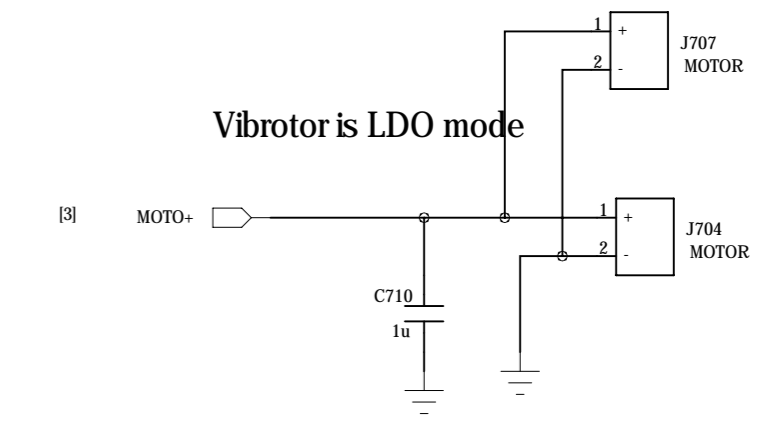 1
+
J707
2
-
MOTOR
Vibrotor is LDO mode
[3]
MOTO+
1
+
J704
2
-
MOTOR
C710
1u